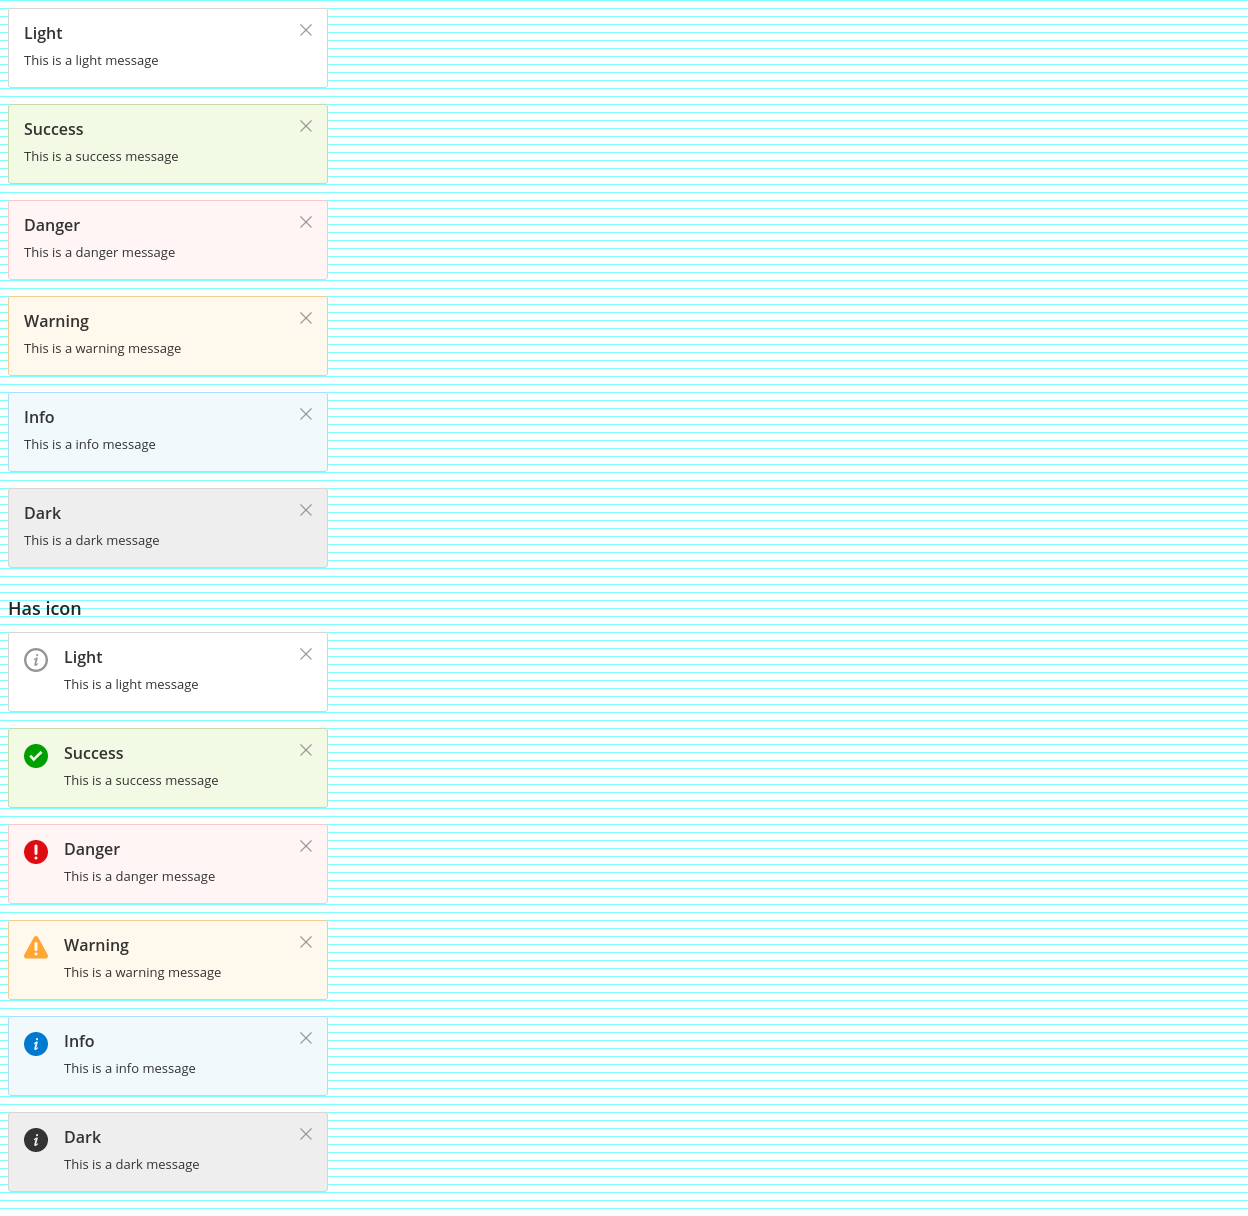 Light
This is a light message
Success
This is a success message
Danger
This is a danger message
Warning
This is a warning message
Info
This is a info message
Dark
This is a dark message
Has icon
Light
This is a light message
Success
This is a success message
Danger
This is a danger message
Warning
This is a warning message
Info
This is a info message
Dark
This is a dark message